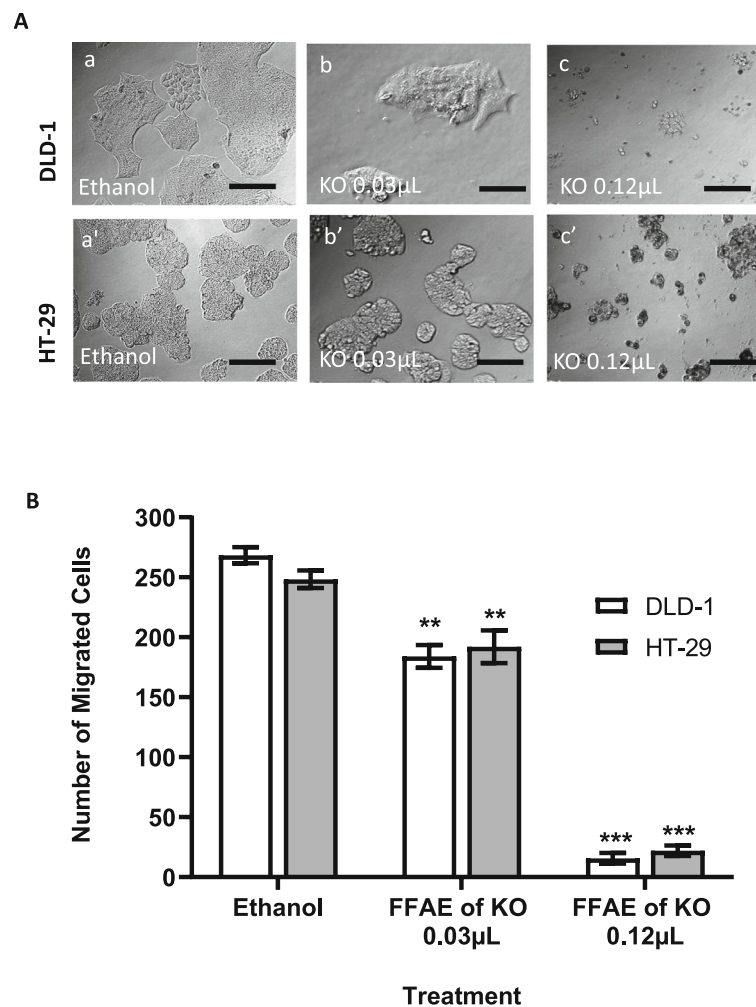 A
DLD-1
a
Ethanol
b
KO 0.03µL
c
KO 0.12µL
HT-29
a'
Ethanol
b’
KO 0.03µL
c’
KO 0.12µL
B
Number of Migrated Cells
300
250
200
150
100
50
0
** **
*** ***
DLD-1
HT-29
Ethanol
FFAE of KO
0.03µL
FFAE of KO
0.12µL
Treatment